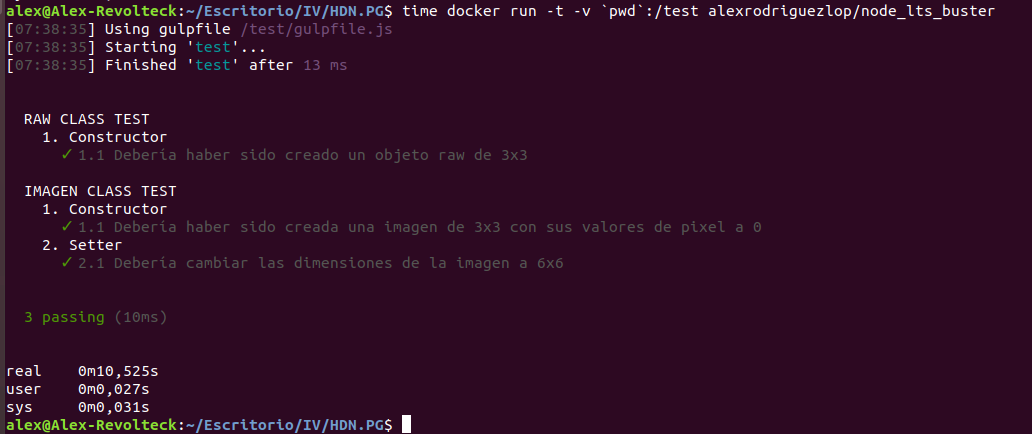 alex@Alex-Revolteck:~/Escritorio/IV/HDN.PG$ time docker run -t -v `pwd`:/test alexrodriguezlop/node_lts_buster
[07:38:35] Using gulpfile /test/gulpfile.js
[07:38:35] Starting 'test'...
[07:38:35] Finished 'test' after 13 ms
RAW CLASS TEST
1. Constructor
✓ 1.1 Debería haber sido creado un objeto raw de 3x3
IMAGEN CLASS TEST
1. Constructor
✓ 1.1 Debería haber sido creada una imagen de 3x3 con sus valores de pixel a 0
2. Setter
✓ 2.1 Debería cambiar las dimensiones de la imagen a 6x6
3 passing (10ms)
real 0m10,525s
user 0m0,027s
sys 0m0,031s
alex@Alex-Revolteck:~/Escritorio/IV/HDN.PG$